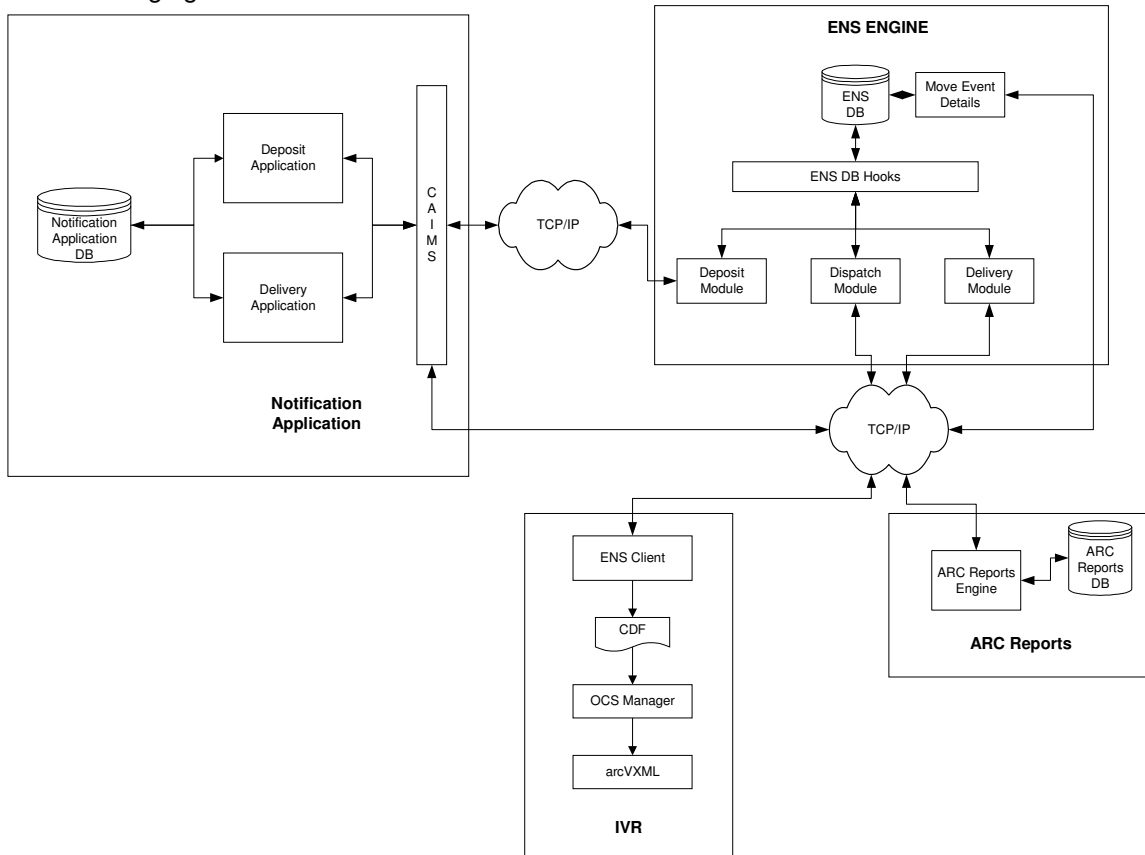 ENS ENGINE
ENS
DB
Move Event
Details
Deposit
Application
ENS DB Hooks
C
A
I
M
S
Notification
Application
DB
TCP/IP
Delivery
Application
Deposit
Module
Dispatch
Module
Delivery
Module
Notification
Application
TCP/IP
ENS Client
CDF
OCS Manager
arcVXML
IVR
ARC Reports
Engine
ARC
Reports
DB
ARC Reports